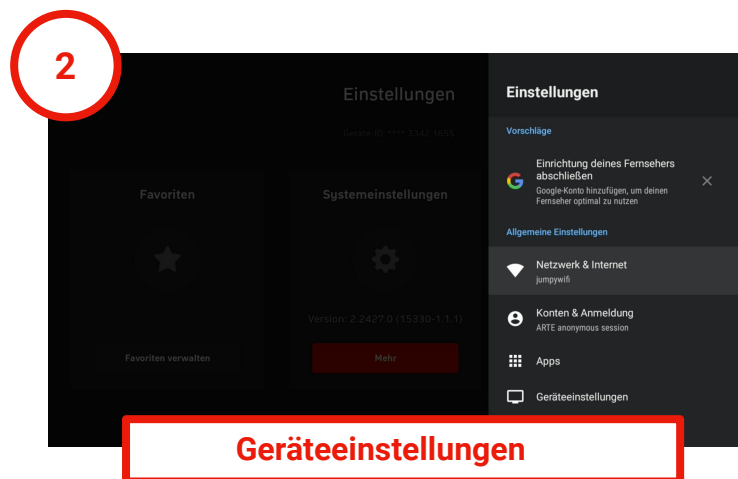 2
Einstellungen
Geräte-ID: **** 3342 1655
Favoriten
Systemeinstellungen
Version: 2.2427.0 (15330-1.1.1)
Favoriten verwalten
Mehr
Einstellungen
Vorschläge
Einrichtung deines Fernsehers
abschließen
Google-Konto hinzufügen, um deinen
Fernseher optimal zu nutzen
Allgemeine Einstellungen
Netzwerk & Internet
jumpywifi
Konten & Anmeldung
ARTE anonymous session
Apps
Geräteeinstellungen
Geräteeinstellungen